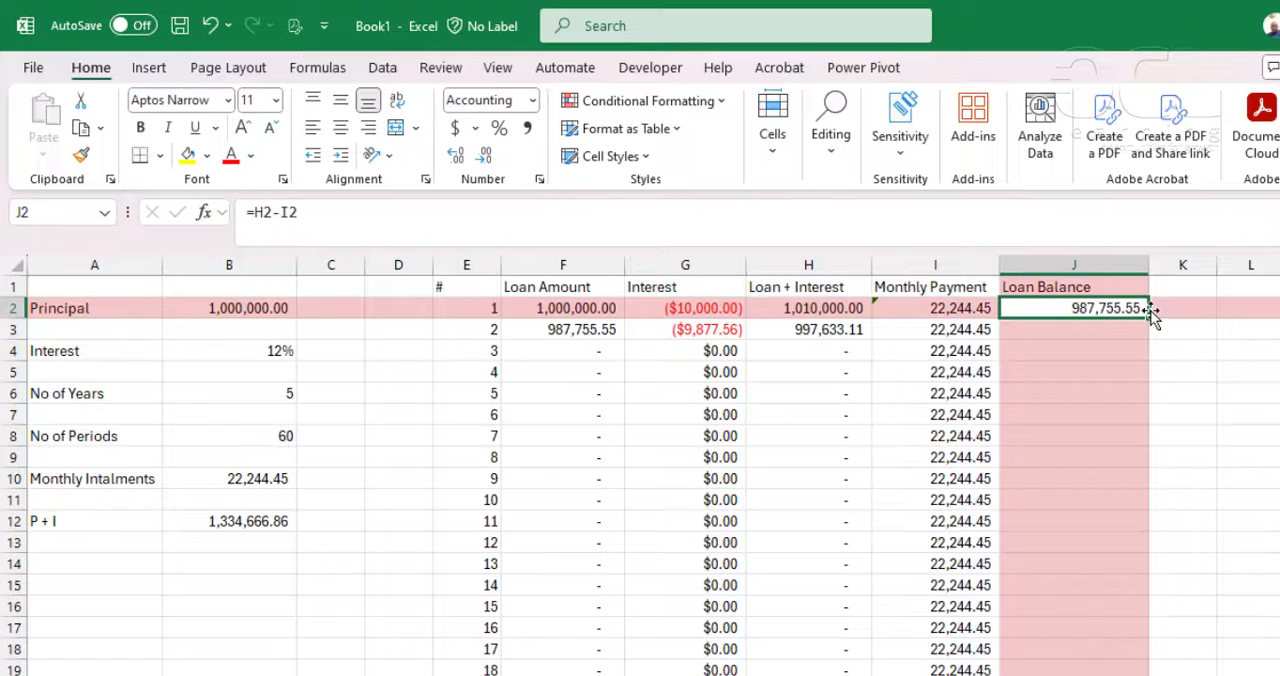 AutoSave Off Book1 - Excel No Label Search
File Home Insert Page Layout Formulas Data Review View Automate Developer Help Acrobat Power Pivot
Paste
Clipboard
Aptos Narrow 11
B I U A A
A
Font
ab
Alignment
Accounting
$ % ,
Number
Conditional Formatting
Format as Table
Cell Styles
Styles
Cells
Editing
Sensitivity
Sensitivity
Add-ins
Add-ins
Analyze
Data
Create
a PDF
Create a PDF
and Share link
Adobe Acrobat
Docume
Cloud
Adobe
J2 fx =H2-I2
A B C D E F G H I J K L
1 # Loan Amount Interest Loan + Interest Monthly Payment Loan Balance
2 Principal 1,000,000.00 1 1,000,000.00 ($10,000.00) 1,010,000.00 22,244.45 987,755.55
3 2 987,755.55 ($9,877.56) 997,633.11 22,244.45
4 Interest 12% 3 - $0.00 - 22,244.45
5 4 - $0.00 - 22,244.45
6 No of Years 5 5 - $0.00 - 22,244.45
7 6 - $0.00 - 22,244.45
8 No of Periods 60 7 - $0.00 - 22,244.45
9 8 - $0.00 - 22,244.45
10 Monthly Intalments 22,244.45 9 - $0.00 - 22,244.45
11 10 - $0.00 - 22,244.45
12 P + I 1,334,666.86 11 - $0.00 - 22,244.45
13 12 - $0.00 - 22,244.45
14 13 - $0.00 - 22,244.45
15 14 - $0.00 - 22,244.45
16 15 - $0.00 - 22,244.45
17 16 - $0.00 - 22,244.45
18 17 - $0.00 - 22,244.45
19 18 - $0.00 - 22,244.45